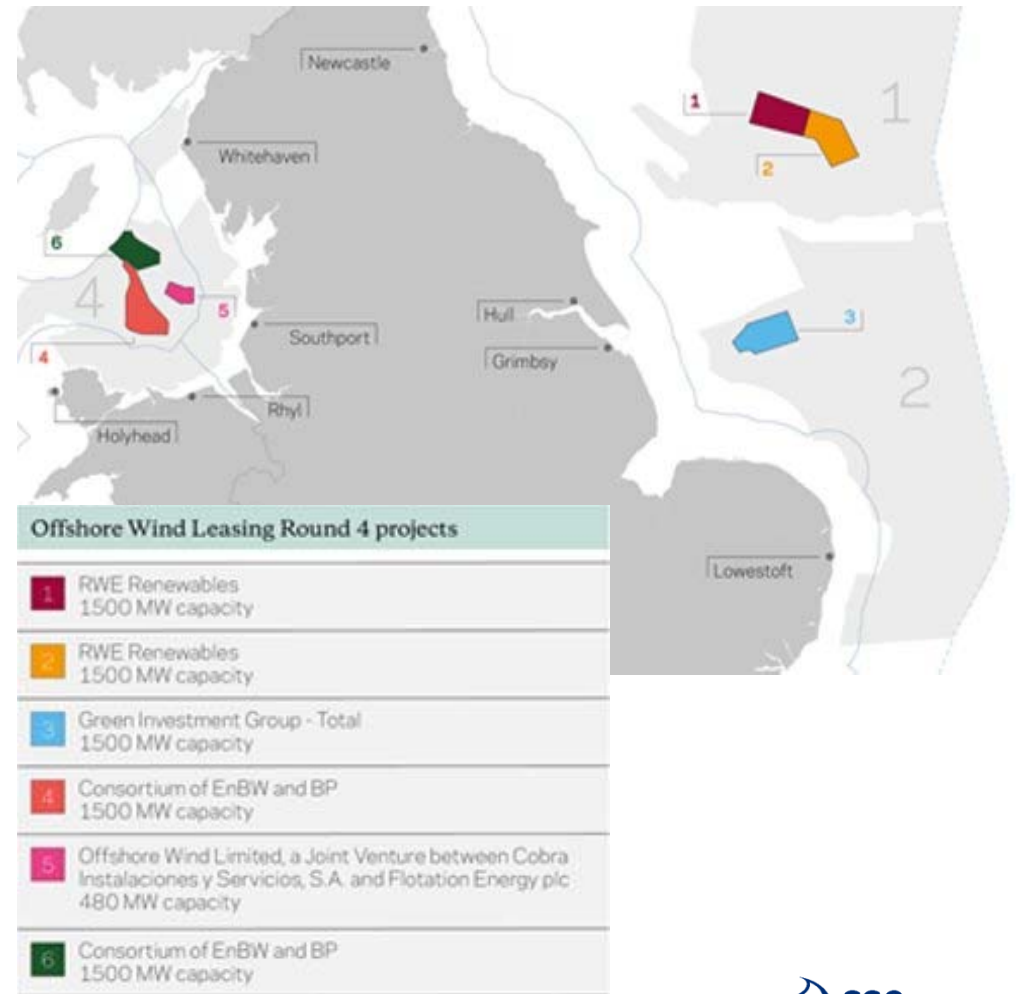 Newcastle
1
1
Whitehaven
2
6
4
5
Hull
3
Southport
Grimbsy
4
2
Rhyl
Holyhead
Offshore Wind Leasing Round 4 projects
Lowestoft
1 RWE Renewables
1500 MW capacity
2 RWE Renewables
1500 MW capacity
3 Green Investment Group - Total
1500 MW capacity
4 Consortium of EnBW and BP
1500 MW capacity
5 Offshore Wind Limited, a Joint Venture between Cobra
Instalaciones y Servicios, S.A. and Flotation Energy plc
480 MW capacity
6 Consortium of EnBW and BP
1500 MW capacity